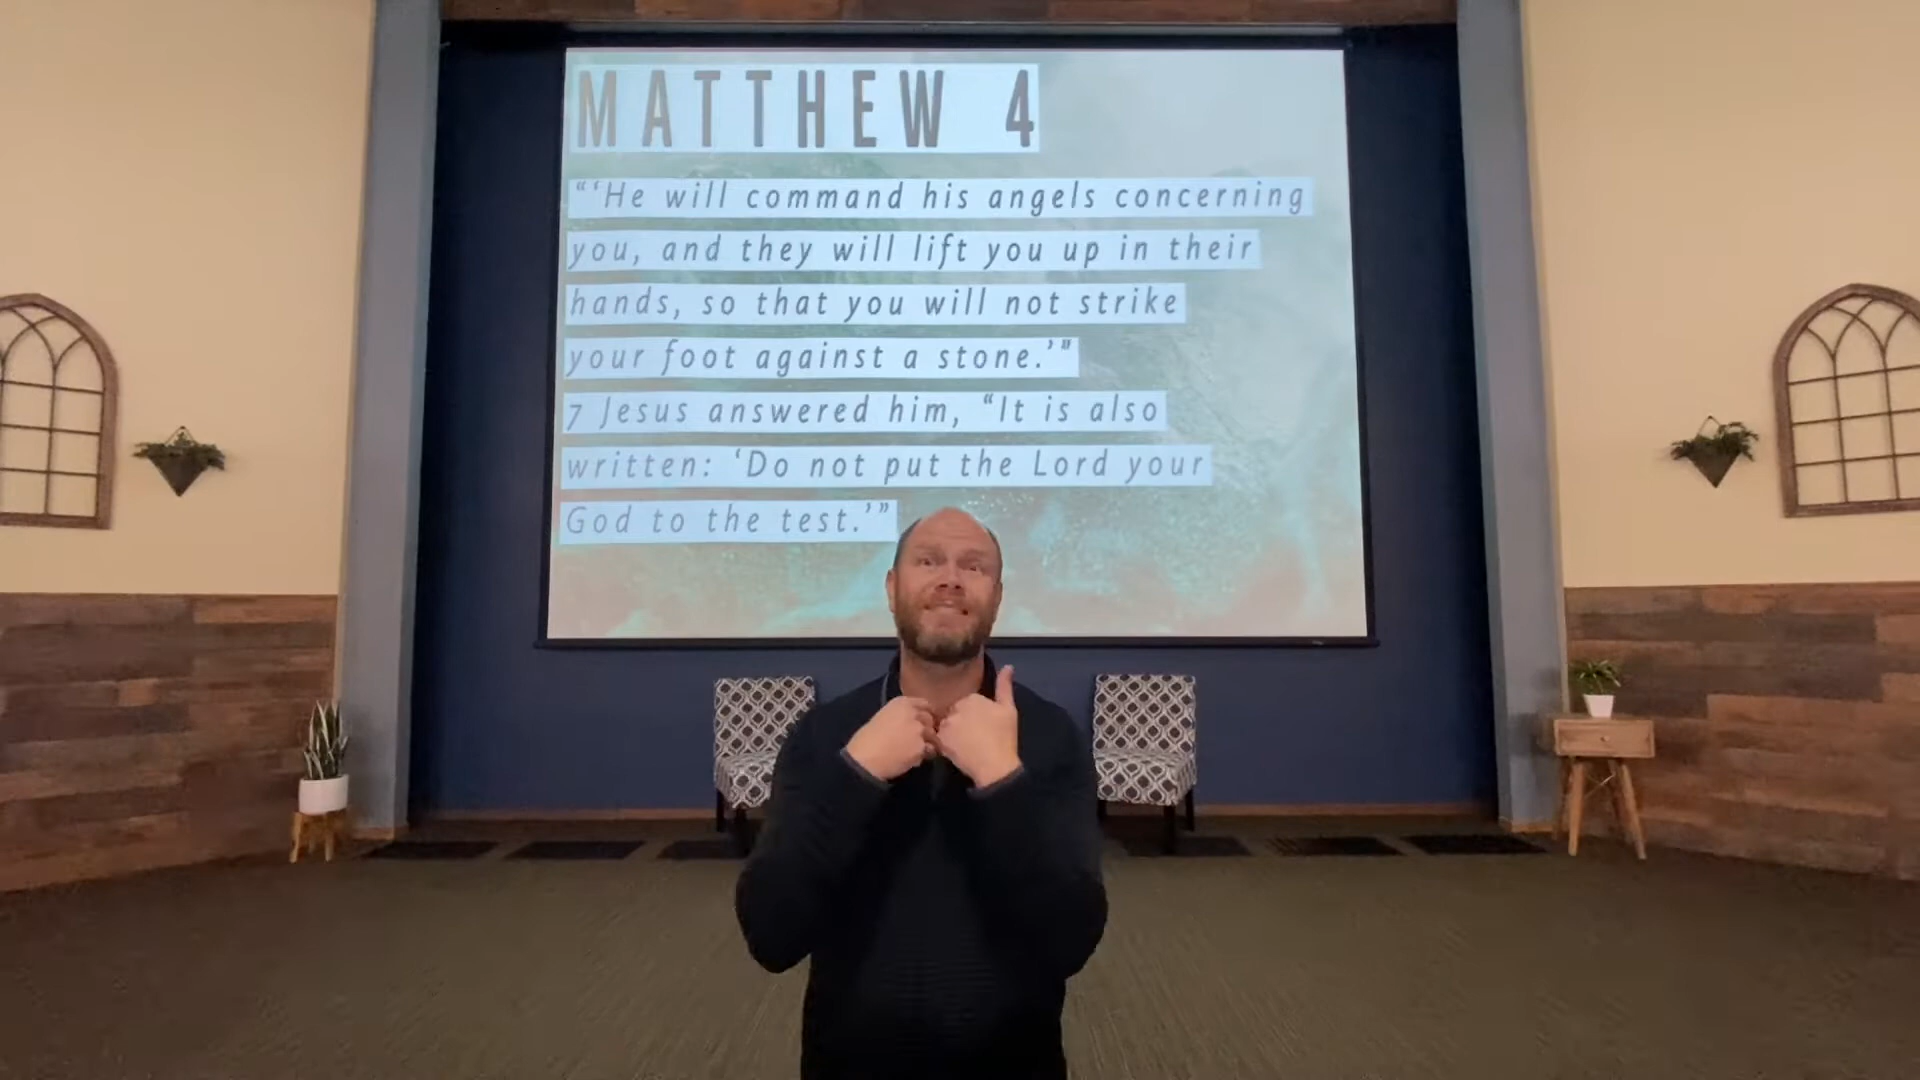 MATTHEW 4
“‘He will command his angels concerning
you, and they will lift you up in their
hands, so that you will not strike
your foot against a stone.’”
7 Jesus answered him, “It is also
written: ‘Do not put the Lord your
God to the test.’”